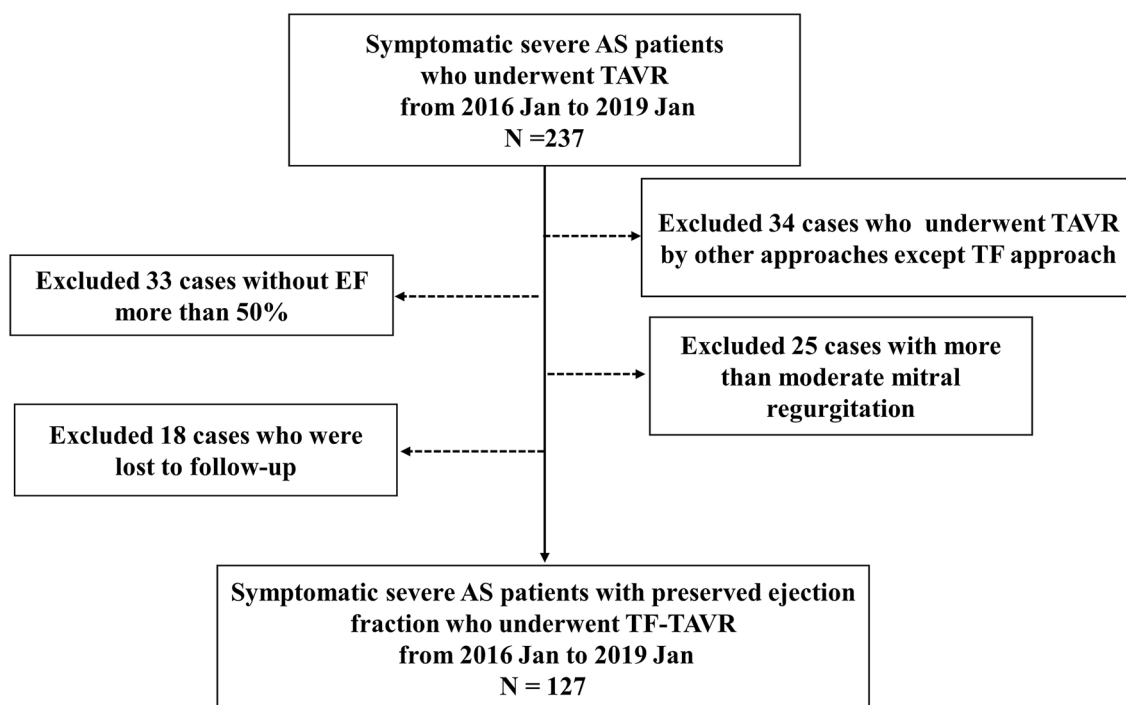 Symptomatic severe AS patients
who underwent TAVR
from 2016 Jan to 2019 Jan
N =237
Excluded 34 cases who underwent TAVR
by other approaches except TF approach
Excluded 33 cases without EF
more than 50%
Excluded 25 cases with more
than moderate mitral
regurgitation
Excluded 18 cases who were
lost to follow-up
Symptomatic severe AS patients with preserved ejection
fraction who underwent TF-TAVR
from 2016 Jan to 2019 Jan
N = 127